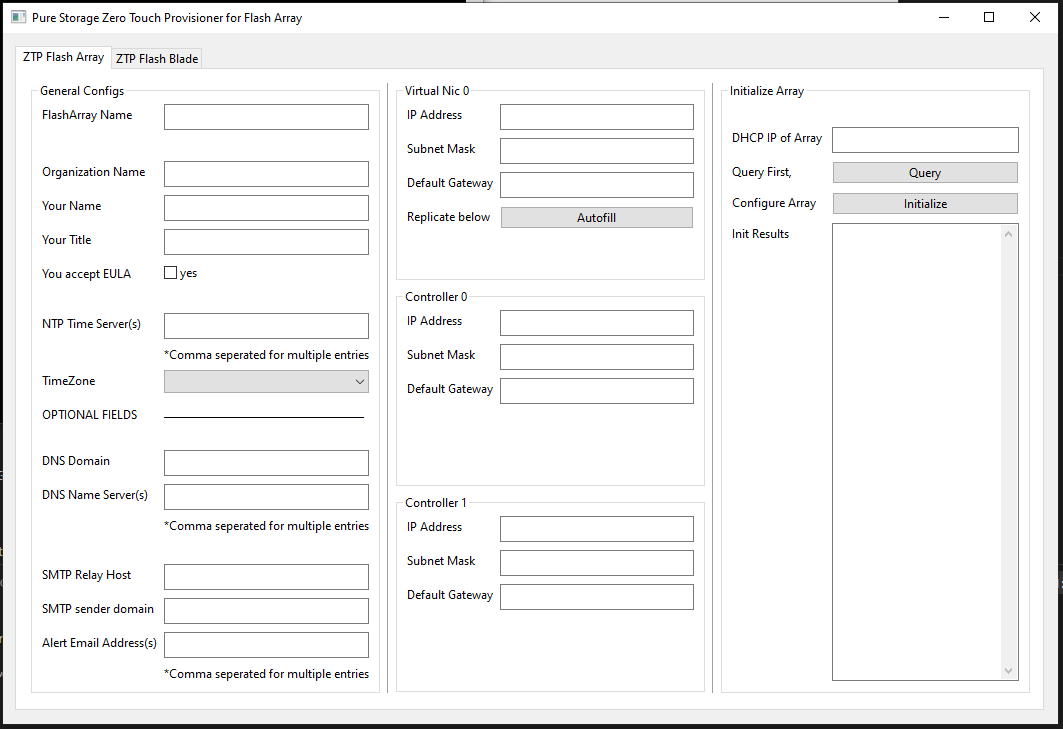 Pure Storage Zero Touch Provisioner for Flash Array
ZTP Flash Array
ZTP Flash Blade
General Configs
FlashArray Name
Organization Name
Your Name
Your Title
You accept EULA
yes
NTP Time Server(s)
*Comma seperated for multiple entries
TimeZone
OPTIONAL FIELDS
DNS Domain
DNS Name Server(s)
*Comma seperated for multiple entries
SMTP Relay Host
SMTP sender domain
Alert Email Address(s)
*Comma seperated for multiple entries
Virtual Nic 0
IP Address
Subnet Mask
Default Gateway
Replicate below
Autofill
Controller 0
IP Address
Subnet Mask
Default Gateway
Controller 1
IP Address
Subnet Mask
Default Gateway
Initialize Array
DHCP IP of Array
Query First,
Query
Configure Array
Initialize
Init Results